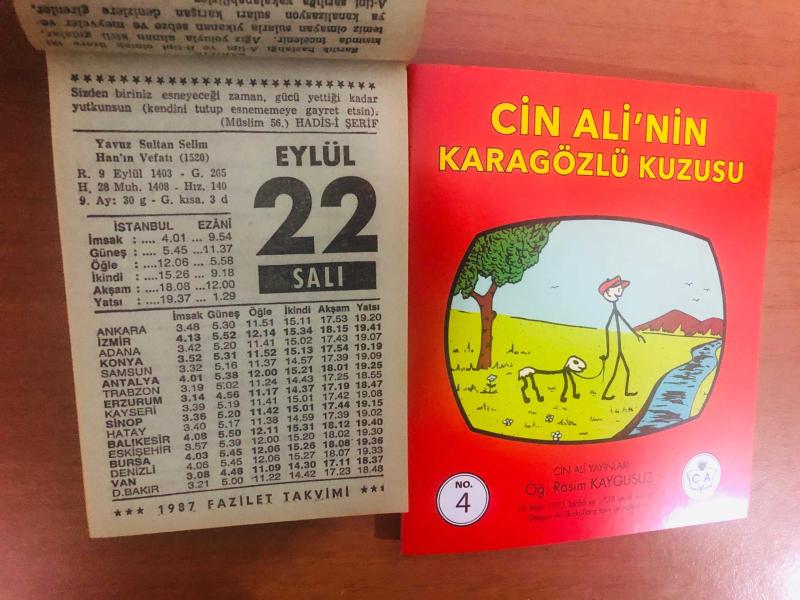 Sizden biriniz esneyeceği zaman, gücü yettiği kadar
yutkunsun (kendini tutup esnememeye gayret etsin).
(Müslim 56.) HADİS-İ ŞERİF
Yavuz Sultan Selim
Han'ın Vefatı (1520)
R. 9 Eylül 1403 - G. 265
H. 28 Muh. 1408 - Hız. 140
9. Ay: 30 g - G. kısa. 3 d
EYLÜL
22
SALI
İSTANBUL EZANİ
İmsak : .... 4.01 ... 9.54
Güneş : .... 5.45 ...11.37
Öğle : ....12.06 ... 5.58
İkindi : ....15.26 ... 9.18
Akşam : ....18.08 ...12.00
Yatsı : ....19.37 ... 1.29
İmsak Güneş Öğle İkindi Akşam Yatsı
ANKARA 3.48 5.30 11.51 15.11 17.53 19.20
İZMİR 4.13 5.52 12.14 15.34 18.15 19.41
ADANA 3.42 5.20 11.41 15.02 17.43 19.07
KONYA 3.52 5.31 11.52 15.13 17.54 19.19
SAMSUN 3.32 5.16 11.37 14.57 17.39 19.09
ANTALYA 4.01 5.38 12.00 15.21 18.01 19.25
TRABZON 3.19 5.02 11.24 14.43 17.25 18.55
ERZURUM 3.14 4.56 11.17 14.37 17.19 18.47
KAYSERİ 3.39 5.19 11.41 15.01 17.42 19.08
SİNOP 3.36 5.20 11.42 15.01 17.44 19.15
HATAY 3.40 5.17 11.38 14.59 17.39 19.02
BALIKESİR 4.08 5.50 12.11 15.31 18.12 19.40
ESKİŞEHİR 3.57 5.39 12.00 15.20 18.02 19.30
BURSA 4.03 5.45 12.06 15.26 18.08 19.36
DENİZLİ 4.06 5.45 12.06 15.27 18.07 19.33
VAN 3.08 4.48 11.09 14.30 17.11 18.37
D.BAKIR 3.21 5.00 11.22 14.42 17.23 18.48
1987 FAZİLET TAKVİMİ
CİN ALİ'NİN
KARAGÖZLÜ KUZUSU
CİN ALİ YAYINLARI
Öğ. Rasim KAYGUSUZ
NO.
4
C A